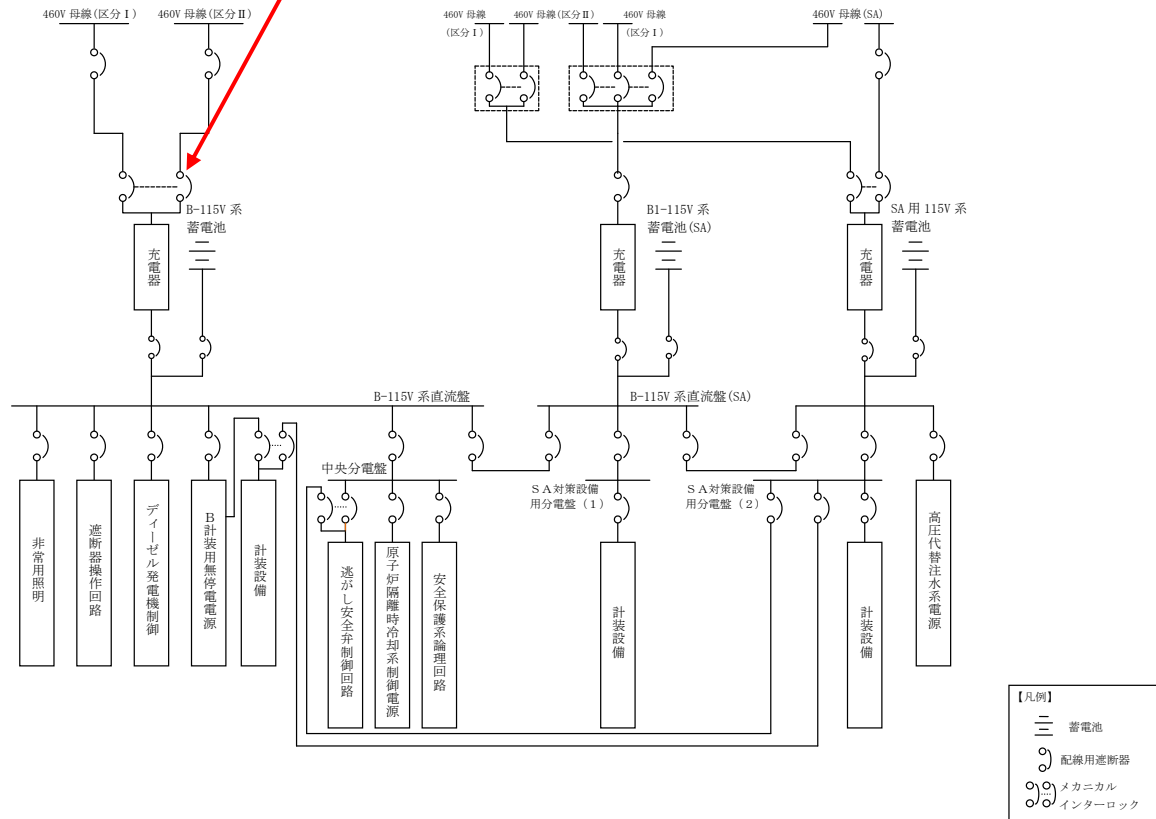 460V 母線(区分Ⅰ)
460V 母線(区分Ⅱ)
460V 母線
(区分Ⅰ)
460V 母線(区分Ⅱ)
460V 母線
(区分Ⅰ)
460V 母線(SA)
B-115V 系
蓄電池
B1-115V 系
蓄電池(SA)
SA 用 115V 系
蓄電池
充電器
充電器
充電器
B-115V 系直流盤
B-115V 系直流盤(SA)
中央分電盤
SA対策設備
用分電盤(1)
SA対策設備
用分電盤(2)
非常用照明
遮断器操作回路
ディーゼル発電機制御
B計装用無停電電源
計装設備
逃がし安全弁制御回路
原子炉隔離時冷却系制御電源
安全保護系論理回路
計装設備
計装設備
高圧代替注水系電源
【凡例】
蓄電池
配線用遮断器
メカニカル
インターロック